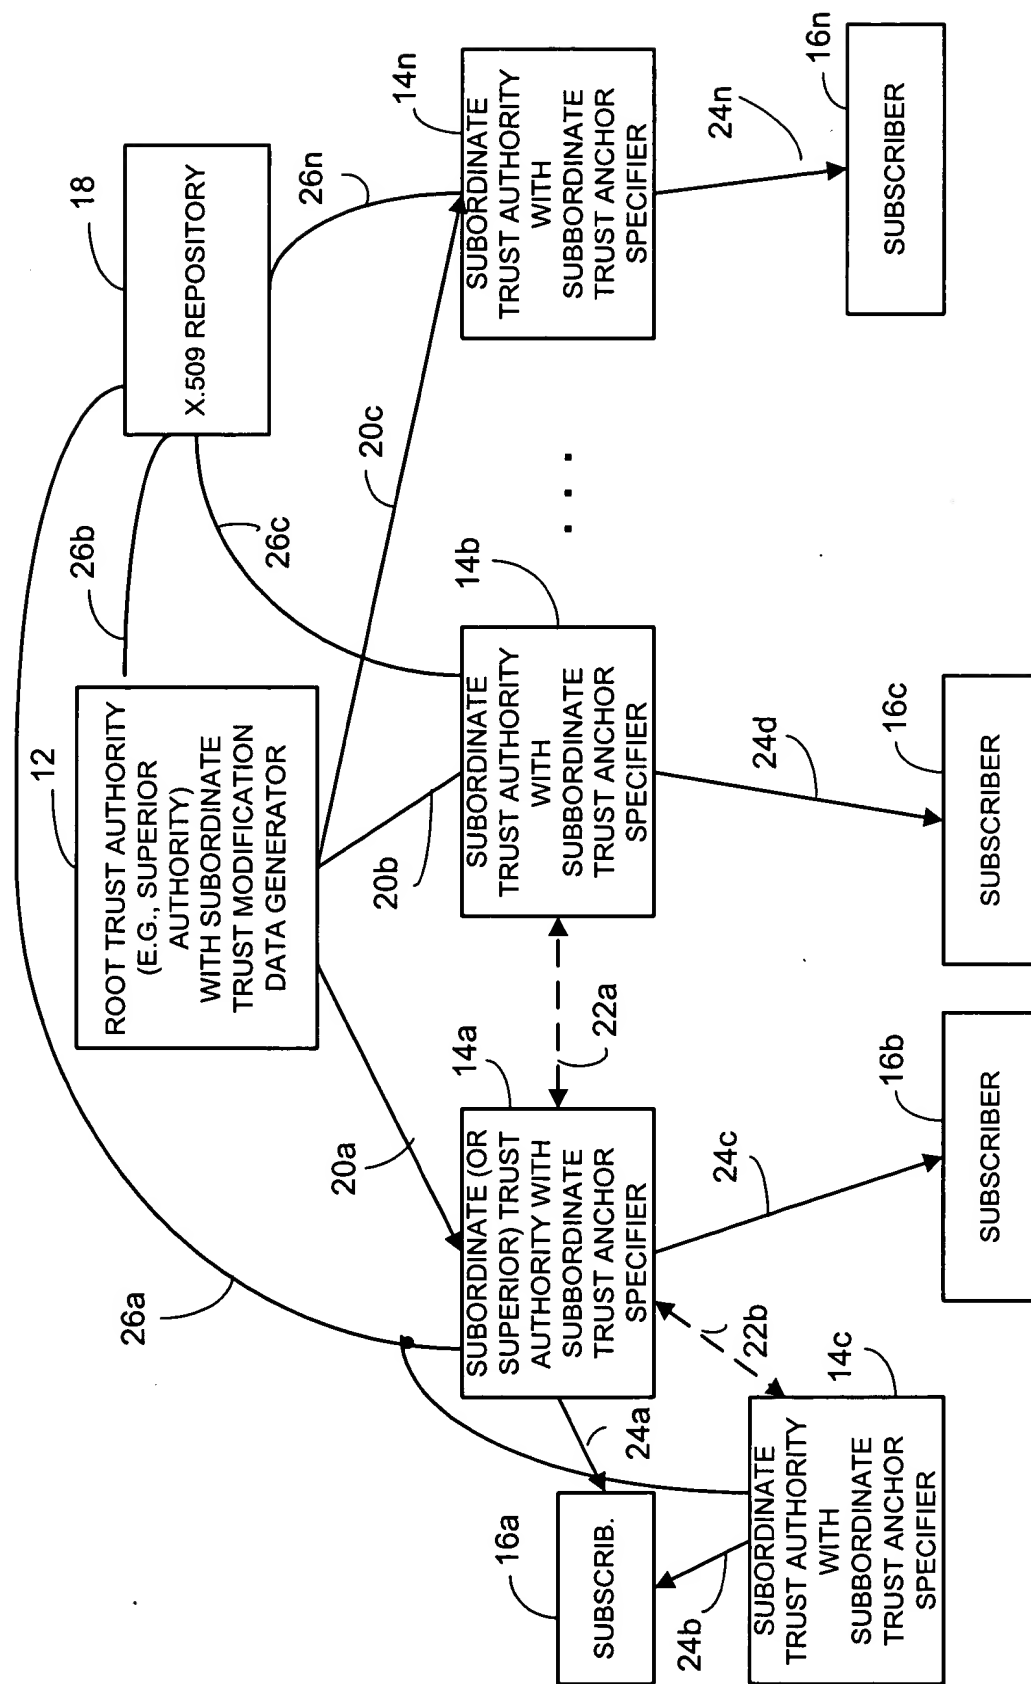 12
ROOT TRUST AUTHORITY
(E.G., SUPERIOR
AUTHORITY)
WITH SUBORDINATE
TRUST MODIFICATION
DATA GENERATOR
26b
18
X.509 REPOSITORY
26a
26c
26n
20a
20b
20c
14a
SUBORDINATE (OR
SUPERIOR) TRUST
AUTHORITY WITH
SUBBORDINATE
TRUST ANCHOR
SPECIFIER
22a
14b
SUBORDINATE
TRUST AUTHORITY
WITH
SUBBORDINATE
TRUST ANCHOR
SPECIFIER
. . .
14n
SUBORDINATE
TRUST AUTHORITY
WITH
SUBBORDINATE
TRUST ANCHOR
SPECIFIER
16a
SUBSCRIB.
24a
24b
22b
24c
24d
24n
14c
SUBORDINATE
TRUST AUTHORITY
WITH
SUBBORDINATE
TRUST ANCHOR
SPECIFIER
16b
SUBSCRIBER
16c
SUBSCRIBER
16n
SUBSCRIBER